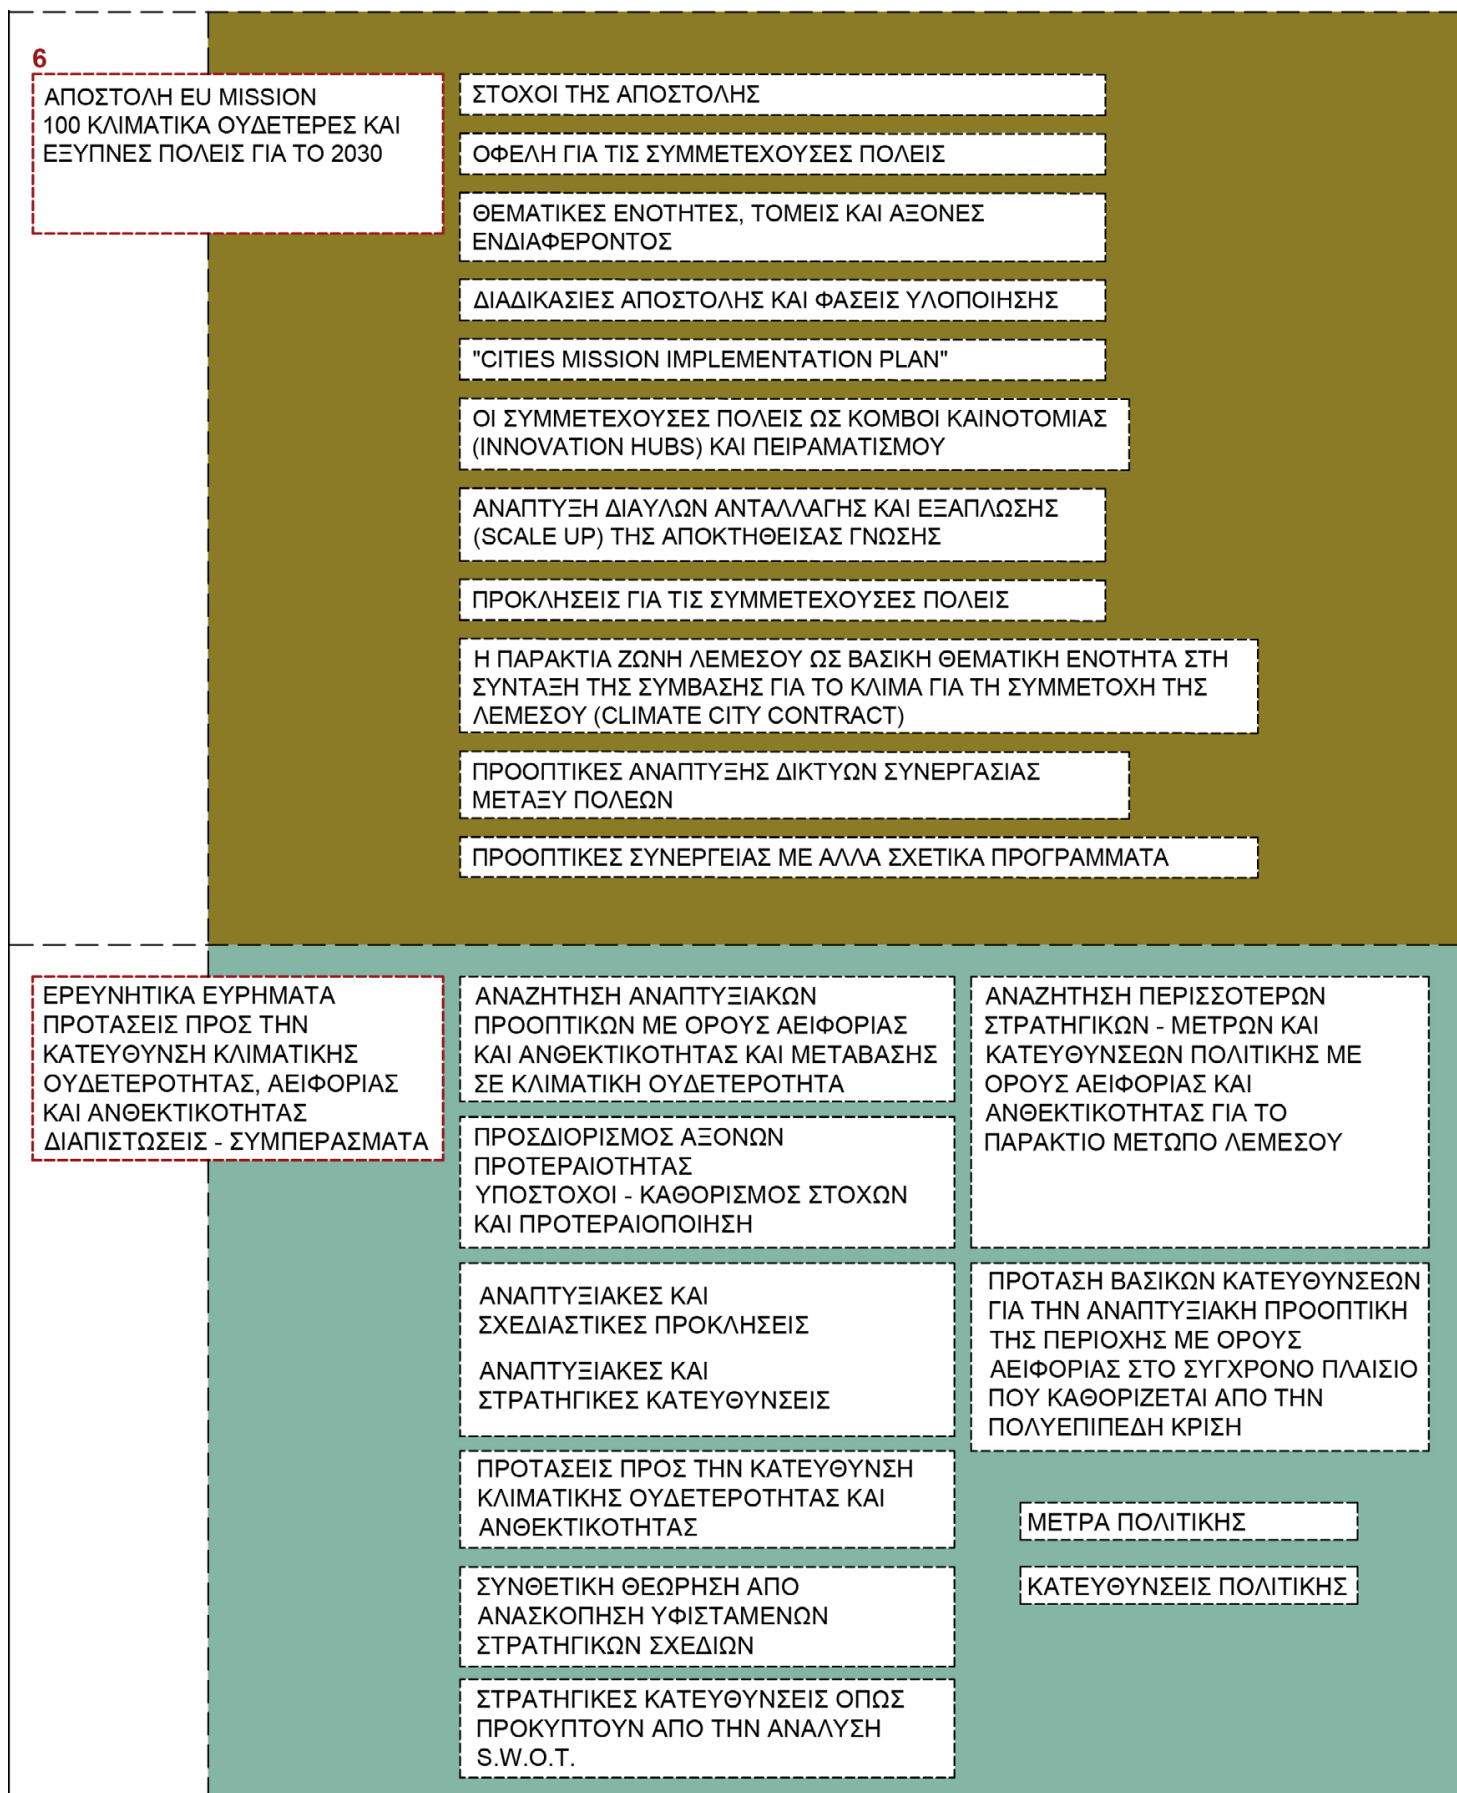 6
ΑΠΟΣΤΟΛΗ EU MISSION
100 ΚΛΙΜΑΤΙΚΑ ΟΥΔΕΤΕΡΕΣ ΚΑΙ
ΕΞΥΠΝΕΣ ΠΟΛΕΙΣ ΓΙΑ ΤΟ 2030
ΣΤΟΧΟΙ ΤΗΣ ΑΠΟΣΤΟΛΗΣ
ΟΦΕΛΗ ΓΙΑ ΤΙΣ ΣΥΜΜΕΤΕΧΟΥΣΕΣ ΠΟΛΕΙΣ
ΘΕΜΑΤΙΚΕΣ ΕΝΟΤΗΤΕΣ, ΤΟΜΕΙΣ ΚΑΙ ΑΞΟΝΕΣ
ΕΝΔΙΑΦΕΡΟΝΤΟΣ
ΔΙΑΔΙΚΑΣΙΕΣ ΑΠΟΣΤΟΛΗΣ ΚΑΙ ΦΑΣΕΙΣ ΥΛΟΠΟΙΗΣΗΣ
"CITIES MISSION IMPLEMENTATION PLAN"
ΟΙ ΣΥΜΜΕΤΕΧΟΥΣΕΣ ΠΟΛΕΙΣ ΩΣ ΚΟΜΒΟΙ ΚΑΙΝΟΤΟΜΙΑΣ
(INNOVATION HUBS) ΚΑΙ ΠΕΙΡΑΜΑΤΙΣΜΟΥ
ΑΝΑΠΤΥΞΗ ΔΙΑΥΛΩΝ ΑΝΤΑΛΛΑΓΗΣ ΚΑΙ ΕΞΑΠΛΩΣΗΣ
(SCALE UP) ΤΗΣ ΑΠΟΚΤΗΘΕΙΣΑΣ ΓΝΩΣΗΣ
ΠΡΟΚΛΗΣΕΙΣ ΓΙΑ ΤΙΣ ΣΥΜΜΕΤΕΧΟΥΣΕΣ ΠΟΛΕΙΣ
Η ΠΑΡΑΚΤΙΑ ΖΩΝΗ ΛΕΜΕΣΟΥ ΩΣ ΒΑΣΙΚΗ ΘΕΜΑΤΙΚΗ ΕΝΟΤΗΤΑ ΣΤΗ
ΣΥΝΤΑΞΗ ΤΗΣ ΣΥΜΒΑΣΗΣ ΓΙΑ ΤΟ ΚΛΙΜΑ ΓΙΑ ΤΗ ΣΥΜΜΕΤΟΧΗ ΤΗΣ
ΛΕΜΕΣΟΥ (CLIMATE CITY CONTRACT)
ΠΡΟΟΠΤΙΚΕΣ ΑΝΑΠΤΥΞΗΣ ΔΙΚΤΥΩΝ ΣΥΝΕΡΓΑΣΙΑΣ
ΜΕΤΑΞΥ ΠΟΛΕΩΝ
ΠΡΟΟΠΤΙΚΕΣ ΣΥΝΕΡΓΕΙΑΣ ΜΕ ΑΛΛΑ ΣΧΕΤΙΚΑ ΠΡΟΓΡΑΜΜΑΤΑ
ΕΡΕΥΝΗΤΙΚΑ ΕΥΡΗΜΑΤΑ
ΠΡΟΤΑΣΕΙΣ ΠΡΟΣ ΤΗΝ
ΚΑΤΕΥΘΥΝΣΗ ΚΛΙΜΑΤΙΚΗΣ
ΟΥΔΕΤΕΡΟΤΗΤΑΣ, ΑΕΙΦΟΡΙΑΣ
ΚΑΙ ΑΝΘΕΚΤΙΚΟΤΗΤΑΣ
ΔΙΑΠΙΣΤΩΣΕΙΣ - ΣΥΜΠΕΡΑΣΜΑΤΑ
ΑΝΑΖΗΤΗΣΗ ΑΝΑΠΤΥΞΙΑΚΩΝ
ΠΡΟΟΠΤΙΚΩΝ ΜΕ ΟΡΟΥΣ ΑΕΙΦΟΡΙΑΣ
ΚΑΙ ΑΝΘΕΚΤΙΚΟΤΗΤΑΣ ΚΑΙ ΜΕΤΑΒΑΣΗΣ
ΣΕ ΚΛΙΜΑΤΙΚΗ ΟΥΔΕΤΕΡΟΤΗΤΑ
ΠΡΟΣΔΙΟΡΙΣΜΟΣ ΑΞΟΝΩΝ
ΠΡΟΤΕΡΑΙΟΤΗΤΑΣ
ΥΠΟΣΤΟΧΟΙ - ΚΑΘΟΡΙΣΜΟΣ ΣΤΟΧΩΝ
ΚΑΙ ΠΡΟΤΕΡΑΙΟΠΟΙΗΣΗ
ΑΝΑΠΤΥΞΙΑΚΕΣ ΚΑΙ
ΣΧΕΔΙΑΣΤΙΚΕΣ ΠΡΟΚΛΗΣΕΙΣ
ΑΝΑΠΤΥΞΙΑΚΕΣ ΚΑΙ
ΣΤΡΑΤΗΓΙΚΕΣ ΚΑΤΕΥΘΥΝΣΕΙΣ
ΠΡΟΤΑΣΕΙΣ ΠΡΟΣ ΤΗΝ ΚΑΤΕΥΘΥΝΣΗ
ΚΛΙΜΑΤΙΚΗΣ ΟΥΔΕΤΕΡΟΤΗΤΑΣ ΚΑΙ
ΑΝΘΕΚΤΙΚΟΤΗΤΑΣ
ΣΥΝΘΕΤΙΚΗ ΘΕΩΡΗΣΗ ΑΠΟ
ΑΝΑΣΚΟΠΗΣΗ ΥΦΙΣΤΑΜΕΝΩΝ
ΣΤΡΑΤΗΓΙΚΩΝ ΣΧΕΔΙΩΝ
ΣΤΡΑΤΗΓΙΚΕΣ ΚΑΤΕΥΘΥΝΣΕΙΣ ΟΠΩΣ
ΠΡΟΚΥΠΤΟΥΝ ΑΠΟ ΤΗΝ ΑΝΑΛΥΣΗ
S.W.O.T.
ΑΝΑΖΗΤΗΣΗ ΠΕΡΙΣΣΟΤΕΡΩΝ
ΣΤΡΑΤΗΓΙΚΩΝ - ΜΕΤΡΩΝ ΚΑΙ
ΚΑΤΕΥΘΥΝΣΕΩΝ ΠΟΛΙΤΙΚΗΣ ΜΕ
ΟΡΟΥΣ ΑΕΙΦΟΡΙΑΣ ΚΑΙ
ΑΝΘΕΚΤΙΚΟΤΗΤΑΣ ΓΙΑ ΤΟ
ΠΑΡΑΚΤΙΟ ΜΕΤΩΠΟ ΛΕΜΕΣΟΥ
ΠΡΟΤΑΣΗ ΒΑΣΙΚΩΝ ΚΑΤΕΥΘΥΝΣΕΩΝ
ΓΙΑ ΤΗΝ ΑΝΑΠΤΥΞΙΑΚΗ ΠΡΟΟΠΤΙΚΗ
ΤΗΣ ΠΕΡΙΟΧΗΣ ΜΕ ΟΡΟΥΣ
ΑΕΙΦΟΡΙΑΣ ΣΤΟ ΣΥΓΧΡΟΝΟ ΠΛΑΙΣΙΟ
ΠΟΥ ΚΑΘΟΡΙΖΕΤΑΙ ΑΠΟ ΤΗΝ
ΠΟΛΥΕΠΙΠΕΔΗ ΚΡΙΣΗ
ΜΕΤΡΑ ΠΟΛΙΤΙΚΗΣ
ΚΑΤΕΥΘΥΝΣΕΙΣ ΠΟΛΙΤΙΚΗΣ